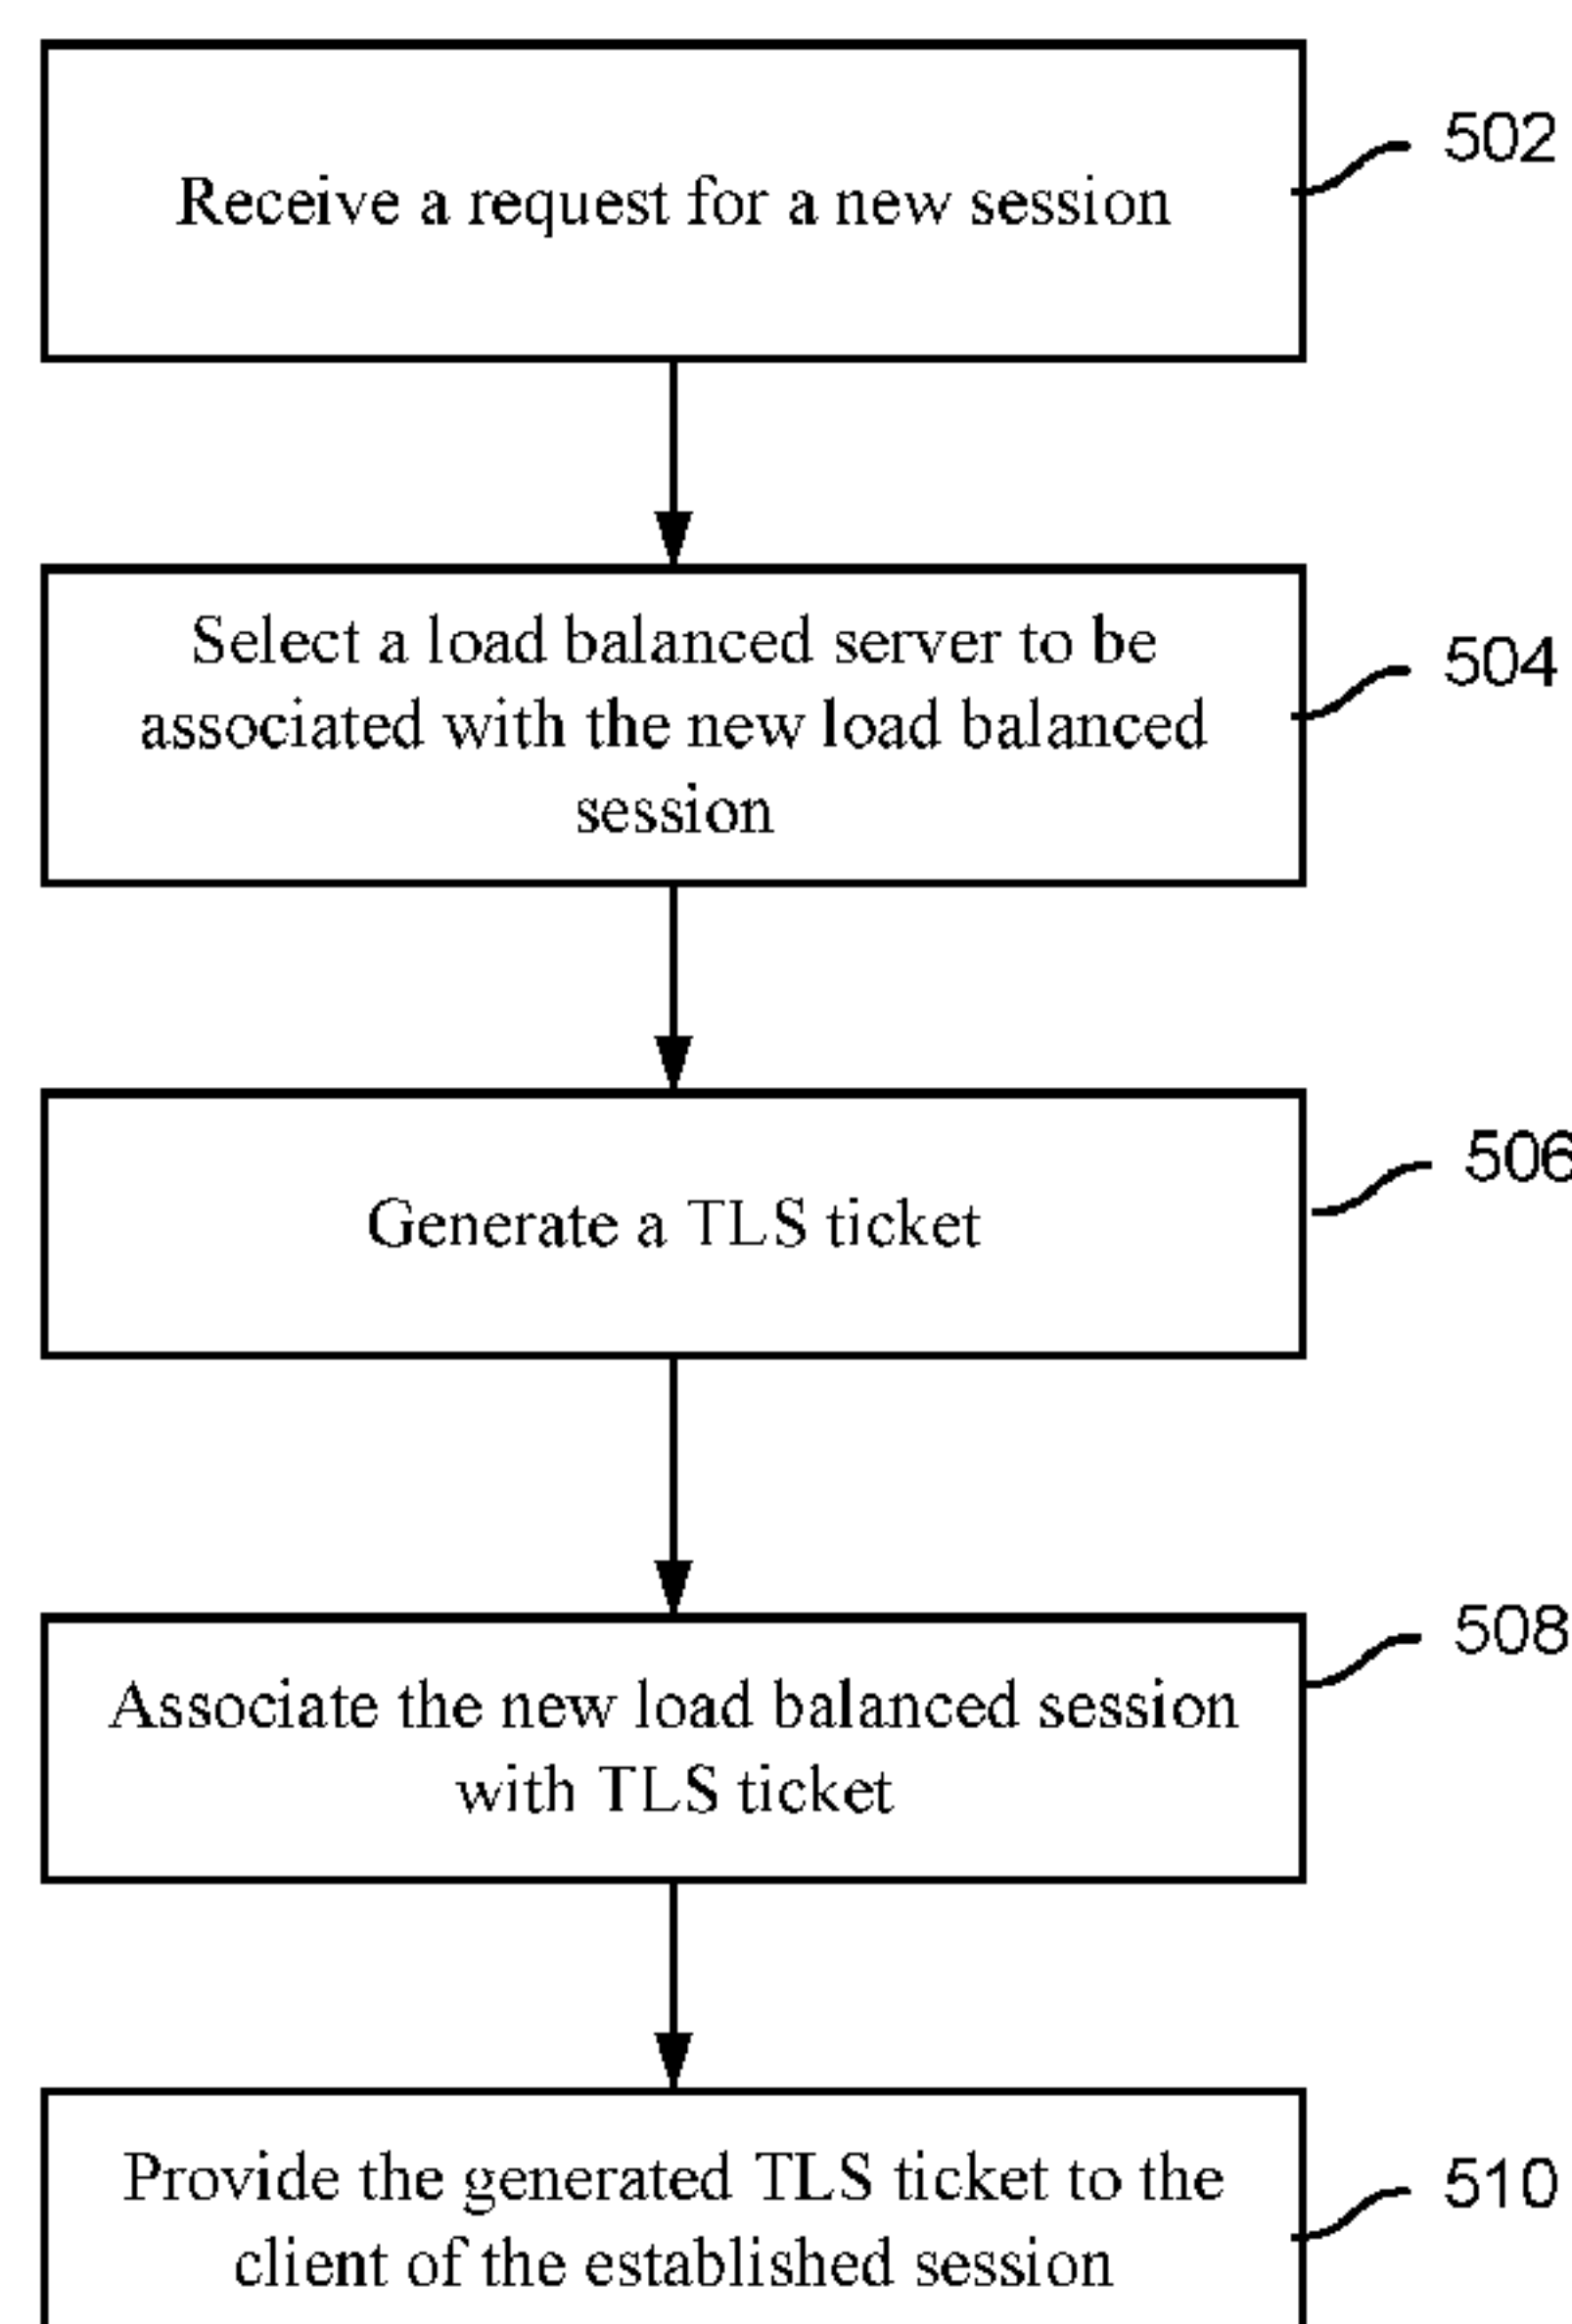 Receive a request for a new session
502
Select a load balanced server to be
associated with the new load balanced
session
504
Generate a TLS ticket
506
Associate the new load balanced session
with TLS ticket
508
Provide the generated TLS ticket to the
client of the established session
510